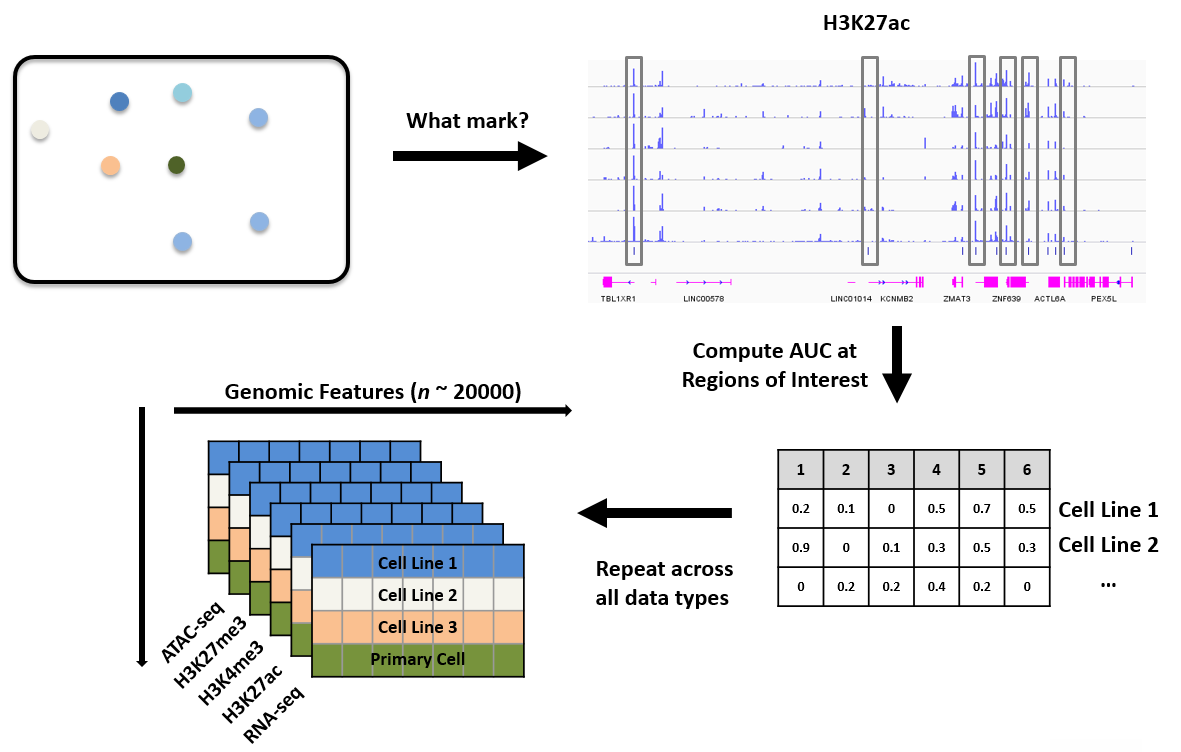 H3K27ac
What mark?
TBL1XR1 LINC00578 LINC01014 KCNMB2 ZMAT3 ZNF639 ACTL6A PEX5L
Compute AUC at
Regions of Interest
Genomic Features (n ~ 20000)
1 2 3 4 5 6
0.2 0.1 0 0.5 0.7 0.5 Cell Line 1
0.9 0 0.1 0.3 0.5 0.3 Cell Line 2
0 0.2 0.2 0.4 0.2 0 ...
Repeat across
all data types
Cell Line 1
Cell Line 2
Cell Line 3
Primary Cell
ATAC-seq
H3K27me3
H3K4me3
H3K27ac
RNA-seq